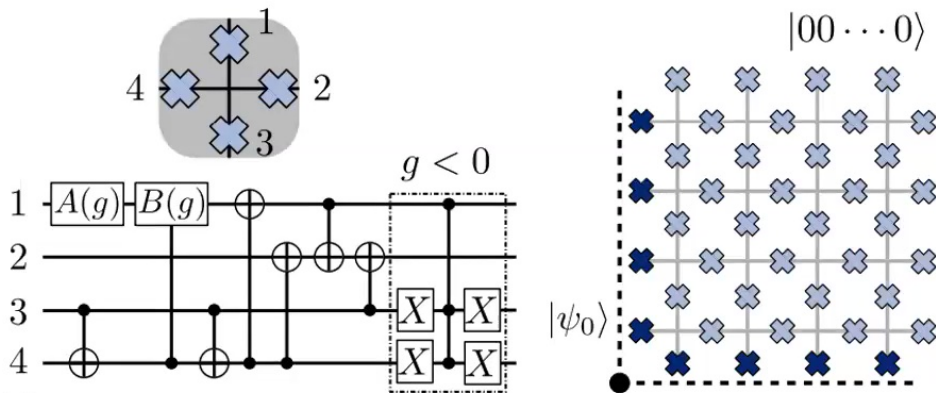 1
4 2
3
|00⋯0⟩
g < 0
1 A(g) B(g)
2
3 X X
4 X X
|ψ₀⟩